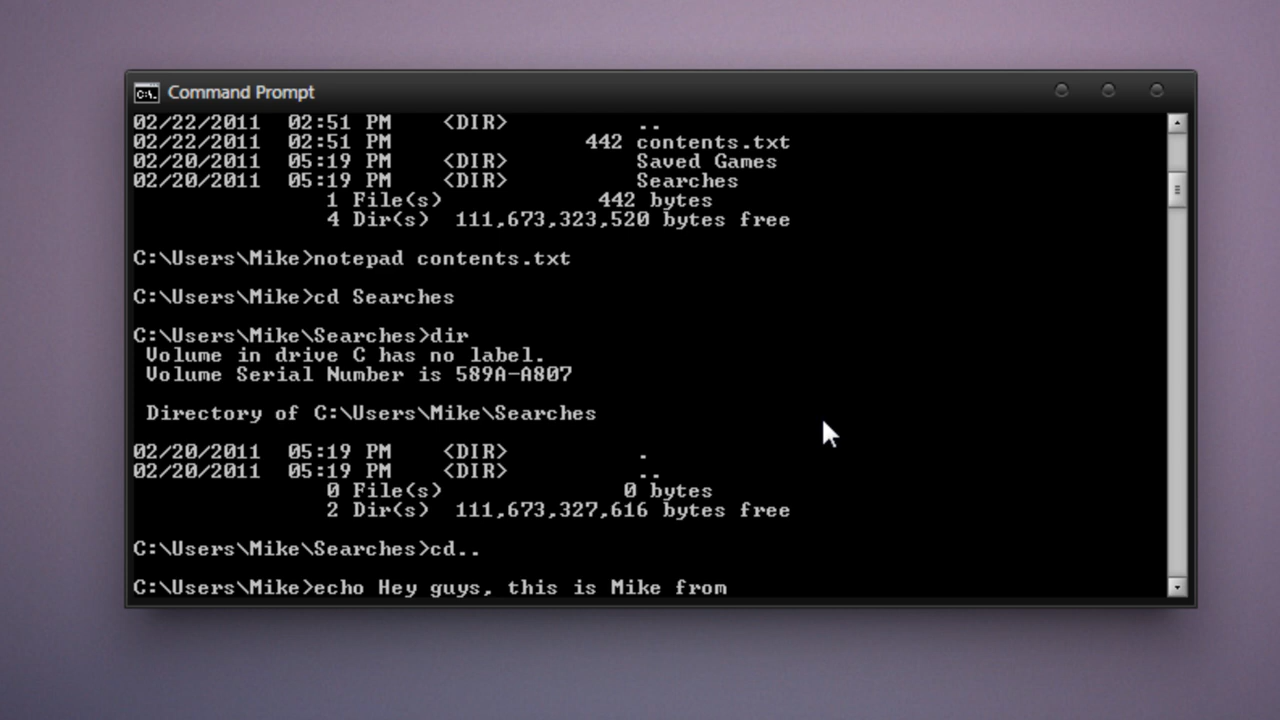 C:\. Command Prompt
02/22/2011  02:51 PM    <DIR>          ..
02/22/2011  02:51 PM               442 contents.txt
02/20/2011  05:19 PM    <DIR>          Saved Games
02/20/2011  05:19 PM    <DIR>          Searches
               1 File(s)            442 bytes
               4 Dir(s)  111,673,323,520 bytes free
C:\Users\Mike>notepad contents.txt
C:\Users\Mike>cd Searches
C:\Users\Mike\Searches>dir
 Volume in drive C has no label.
 Volume Serial Number is 589A-A807
 Directory of C:\Users\Mike\Searches
02/20/2011  05:19 PM    <DIR>          .
02/20/2011  05:19 PM    <DIR>          ..
               0 File(s)              0 bytes
               2 Dir(s)  111,673,327,616 bytes free
C:\Users\Mike\Searches>cd..
C:\Users\Mike>echo Hey guys, this is Mike from